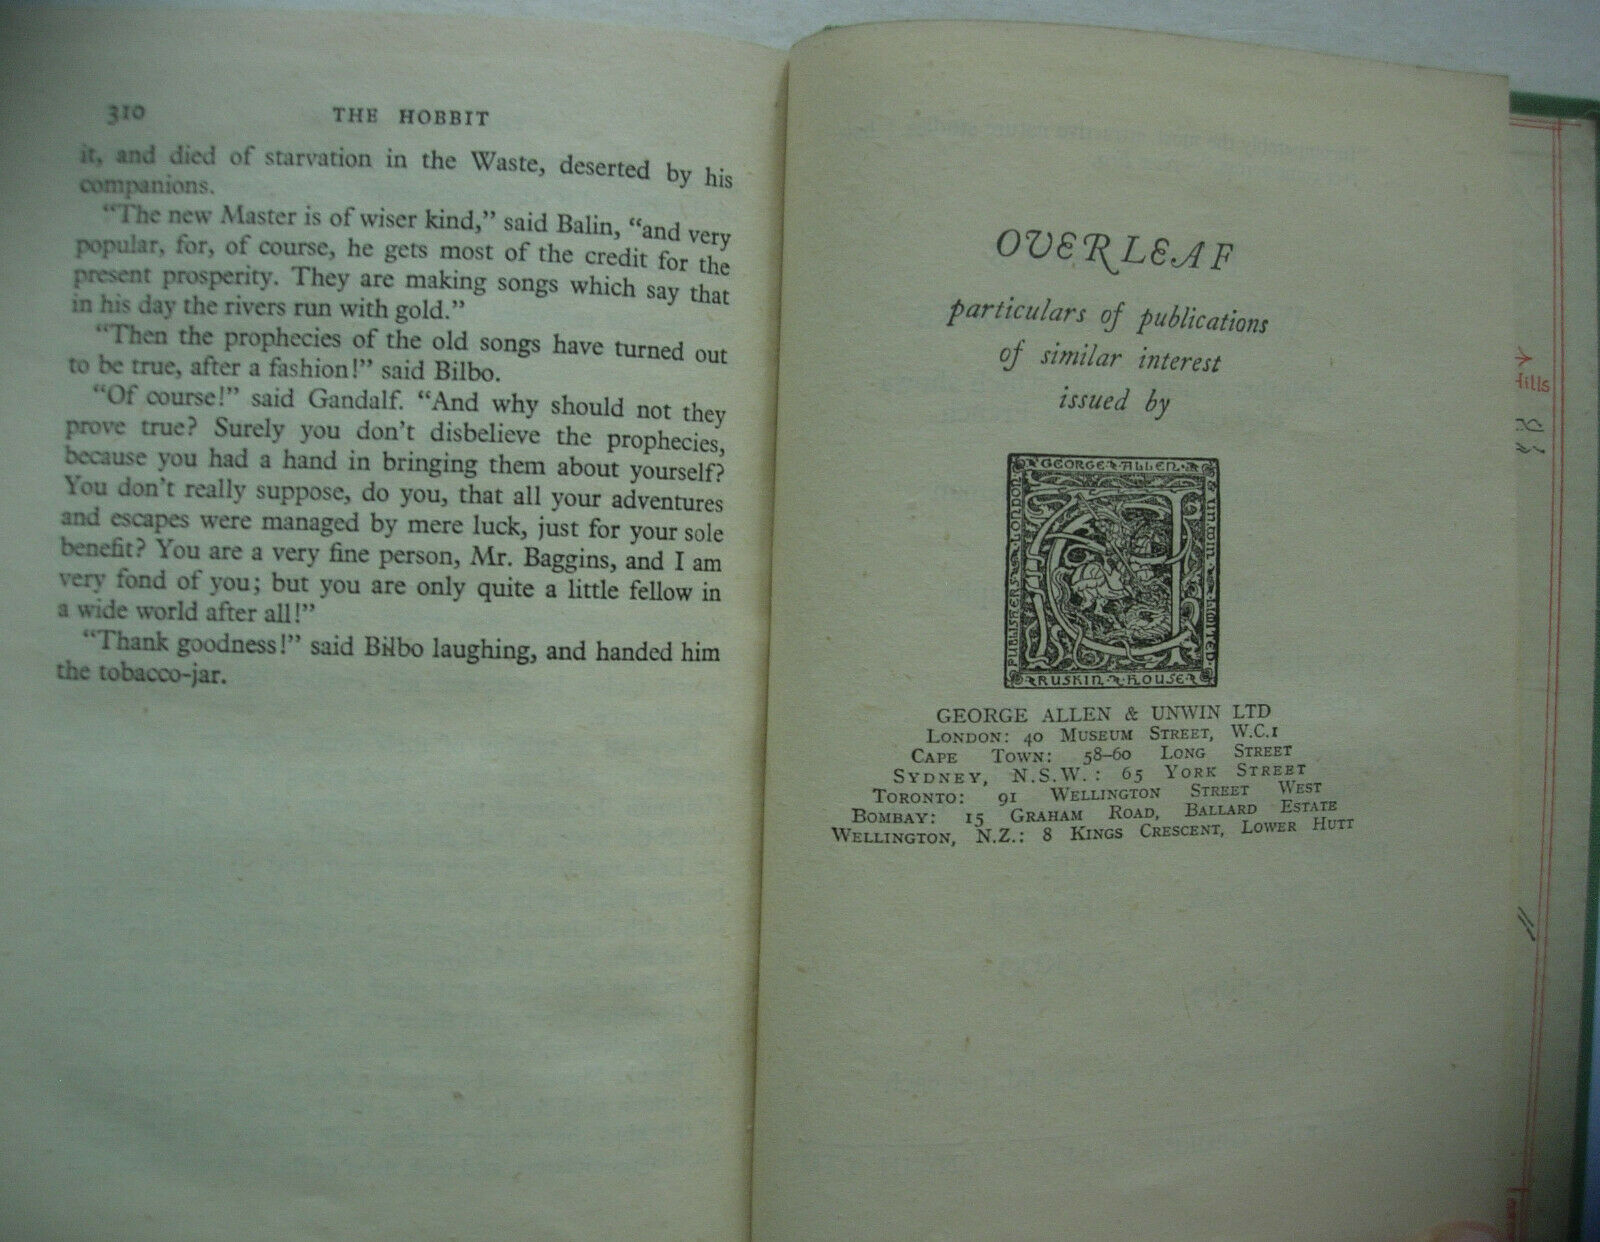 310 THE HOBBIT
it, and died of starvation in the Waste, deserted by his
companions.
“The new Master is of wiser kind,” said Balin, “and very
popular, for, of course, he gets most of the credit for the
present prosperity. They are making songs which say that
in his day the rivers run with gold.”
“Then the prophecies of the old songs have turned out
to be true, after a fashion!” said Bilbo.
“Of course!” said Gandalf. “And why should not they
prove true? Surely you don’t disbelieve the prophecies,
because you had a hand in bringing them about yourself?
You don’t really suppose, do you, that all your adventures
and escapes were managed by mere luck, just for your sole
benefit? You are a very fine person, Mr. Baggins, and I am
very fond of you; but you are only quite a little fellow in
a wide world after all!”
“Thank goodness!” said Bilbo laughing, and handed him
the tobacco-jar.
OVERLEAF
particulars of publications
of similar interest
issued by
GEORGE ALLEN
& UNWIN LIMITED
LONDON
PUBLISHERS
RUSKIN HOUSE
GEORGE ALLEN & UNWIN LTD
LONDON: 40 MUSEUM STREET, W.C.1
CAPE TOWN: 58–60 LONG STREET
SYDNEY, N.S.W.: 65 YORK STREET
TORONTO: 91 WELLINGTON STREET WEST
BOMBAY: 15 GRAHAM ROAD, BALLARD ESTATE
WELLINGTON, N.Z.: 8 KINGS CRESCENT, LOWER HUTT
Hills